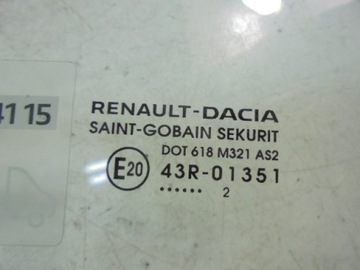 4115
RENAULT-DACIA
SAINT-GOBAIN SEKURIT
DOT 618 M321 AS2
E20 43R-01351
...... 2